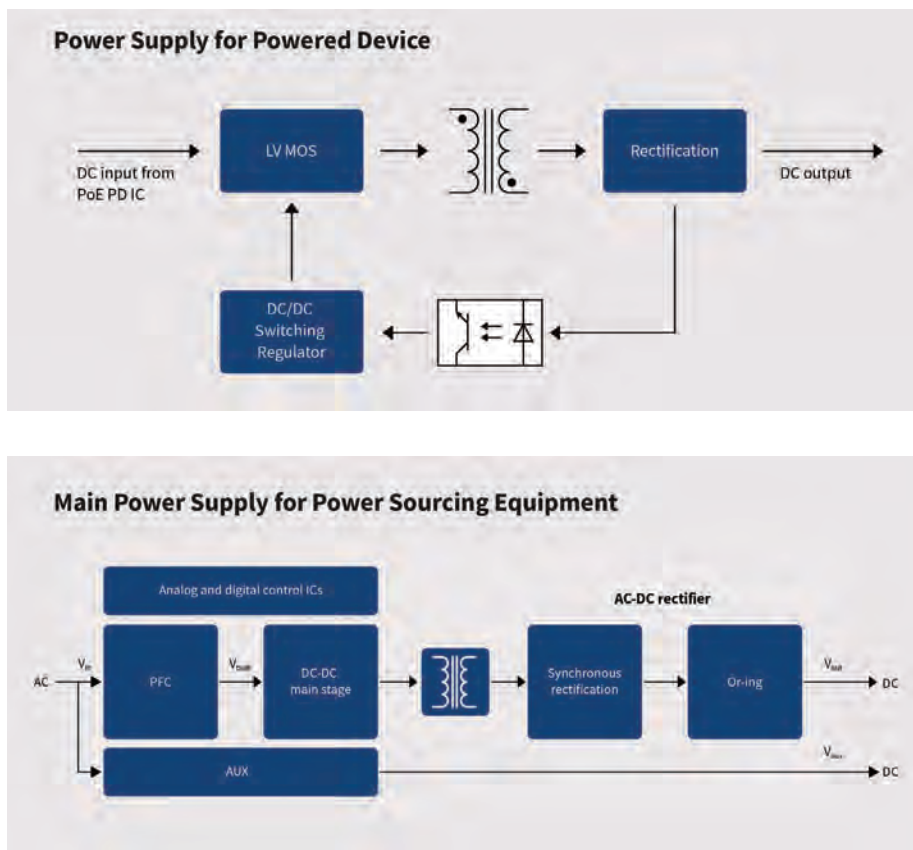 Power Supply for Powered Device
LV MOS
Rectification
DC input from
PoE PD IC
DC output
DC/DC
Switching
Regulator
Main Power Supply for Power Sourcing Equipment
Analog and digital control ICs
AC-DC rectifier
AC
PFC
DC-DC
main stage
Synchronous
rectification
Or-ing
DC
AUX
DC